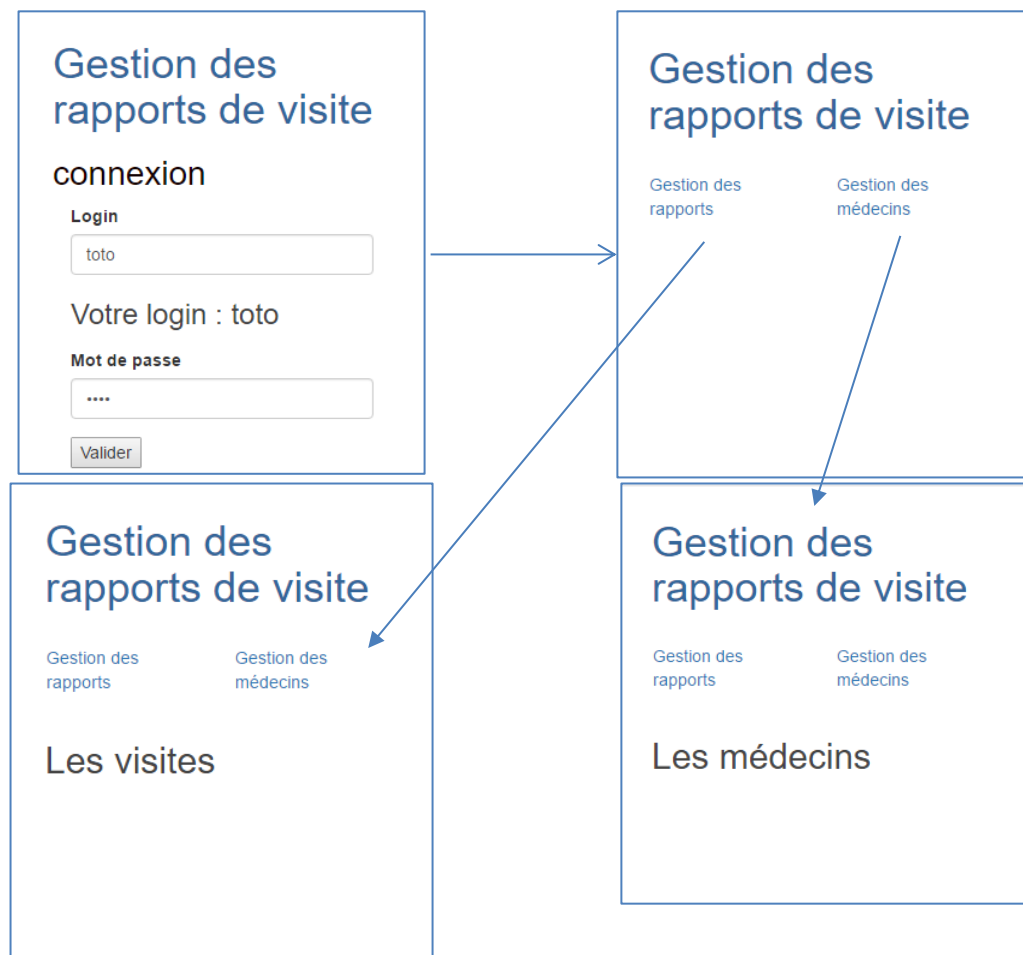 Gestion des
rapports de visite
connexion
Login
toto
Votre login : toto
Mot de passe
••••
Valider
Gestion des
rapports de visite
Gestion des
rapports
Gestion des
médecins
Gestion des
rapports de visite
Gestion des
rapports
Gestion des
médecins
Les visites
Gestion des
rapports de visite
Gestion des
rapports
Gestion des
médecins
Les médecins